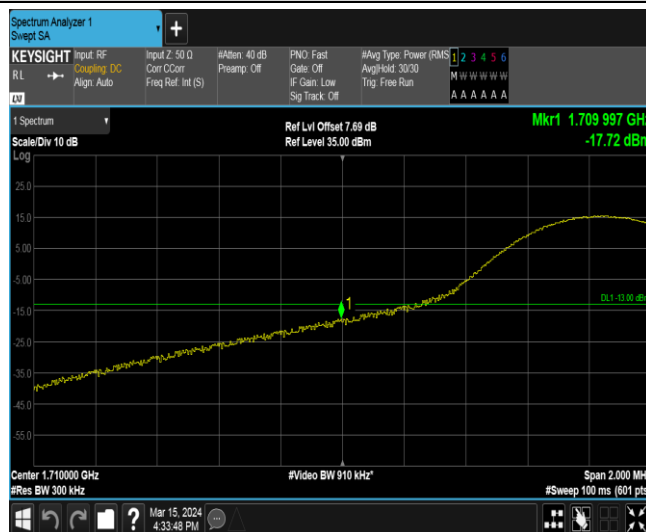 Spectrum Analyzer 1
Swept SA
+
KEYSIGHT
RL
LXI
Input: RF
Coupling: DC
Align: Auto
Input Z: 50 Ω
Corr CCorr
Freq Ref: Int (S)
#Atten: 40 dB
Preamp: Off
PNO: Fast
Gate: Off
IF Gain: Low
Sig Track: Off
#Avg Type: Power (RMS
Avg|Hold: 30/30
Trig: Free Run
1 2 3 4 5 6
M W W W W W
A A A A A A
1 Spectrum
Scale/Div 10 dB
Log
Ref Lvl Offset 7.69 dB
Ref Level 35.00 dBm
Mkr1 1.709 997 GHz
-17.72 dBm
25.0
15.0
5.00
-5.00
-15.0
-25.0
-35.0
-45.0
-55.0
1
DL1 -13.00 dBm
Center 1.710000 GHz
#Res BW 300 kHz
#Video BW 910 kHz*
Span 2.000 MH
#Sweep 100 ms (601 pts
?
Mar 15, 2024
4:33:48 PM